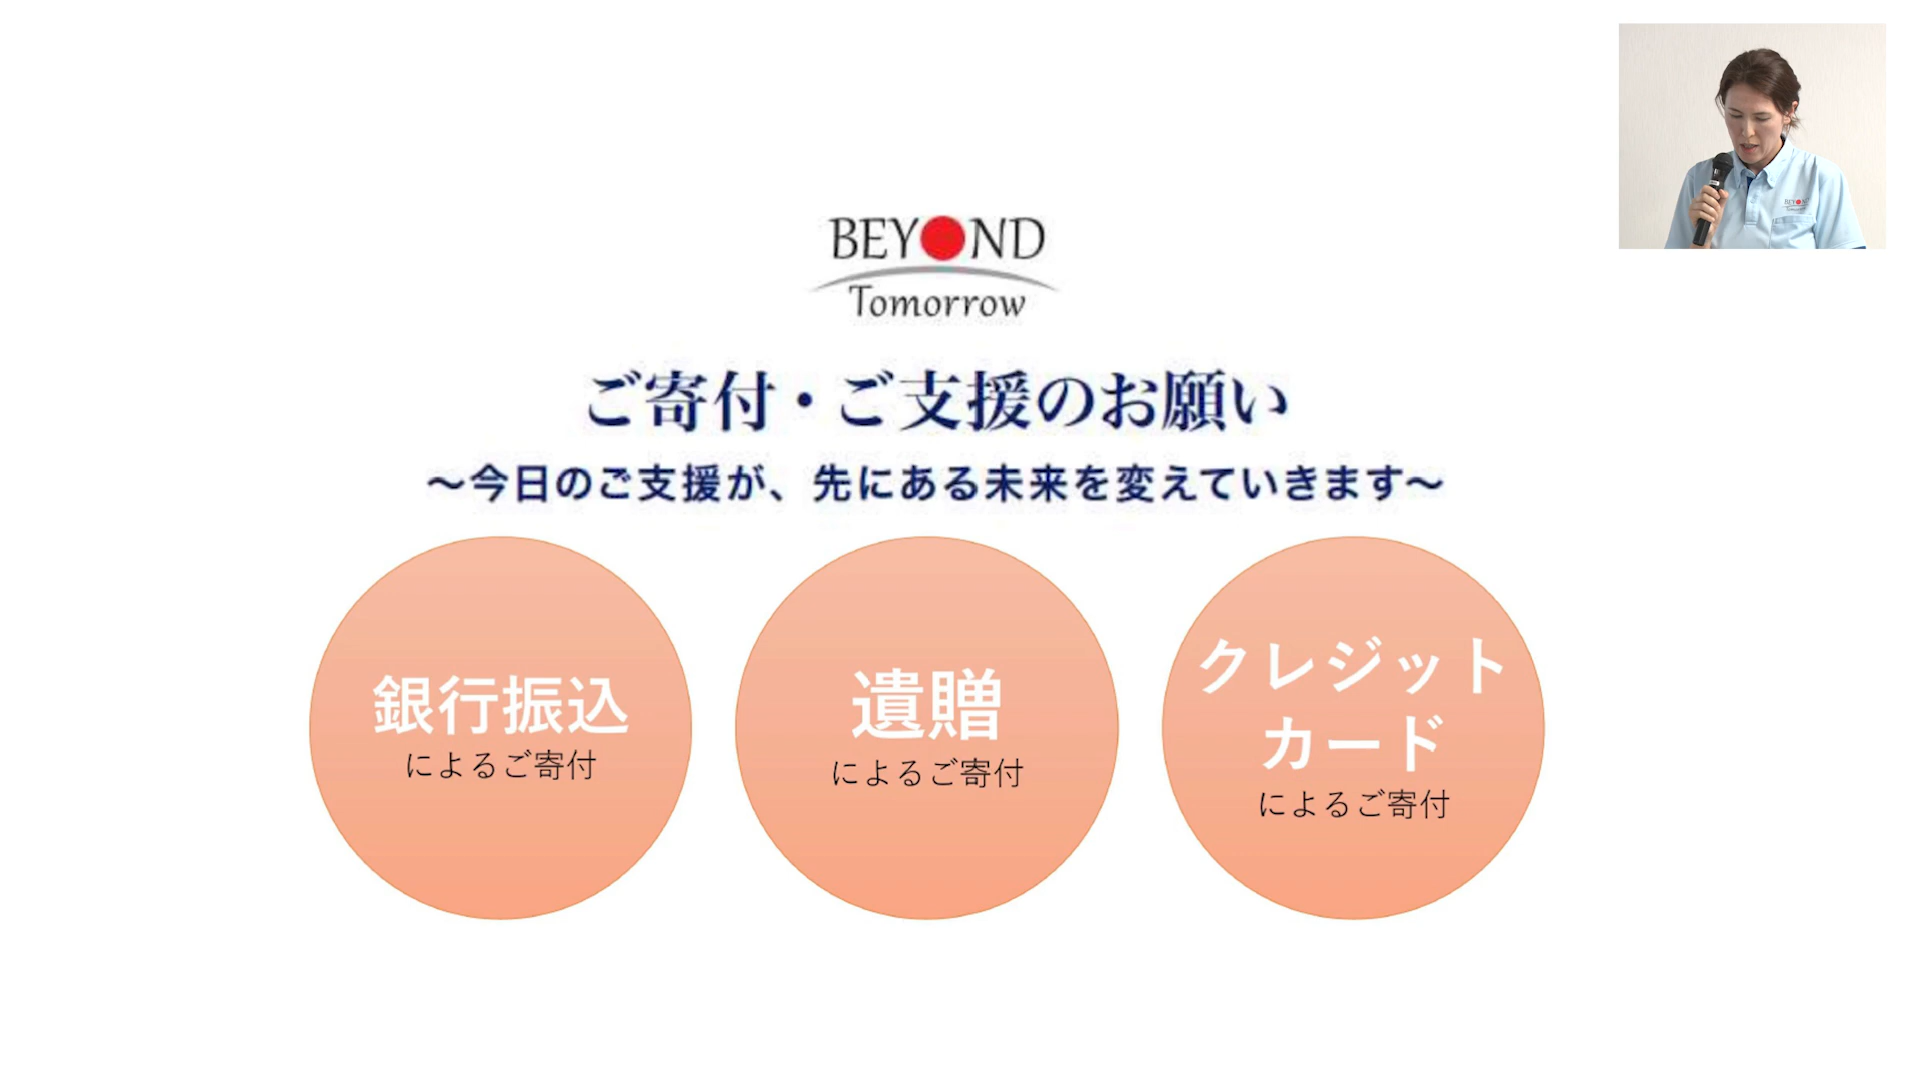 BEYOND
Tomorrow
ご寄付・ご支援のお願い
～今日のご支援が、先にある未来を変えていきます～
銀行振込
によるご寄付
遺贈
によるご寄付
クレジット
カード
によるご寄付
BEYOND